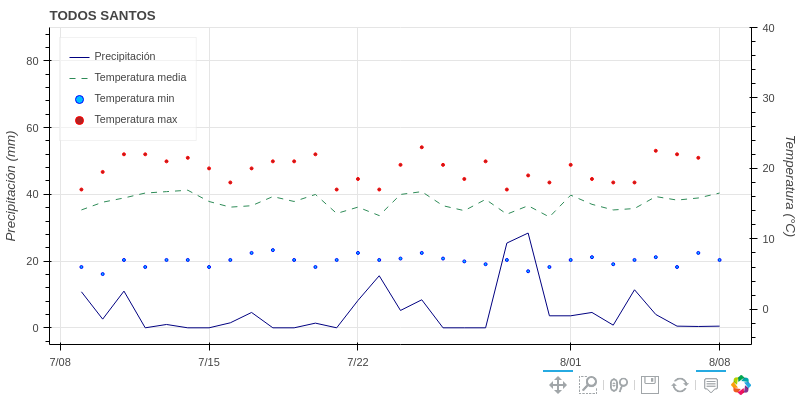 TODOS SANTOS
Precipitación
Temperatura media
Temperatura min
Temperatura max
Precipitación (mm)
80
60
40
20
0
Temperatura (°C)
40
30
20
10
0
7/08 7/15 7/22 8/01 8/08